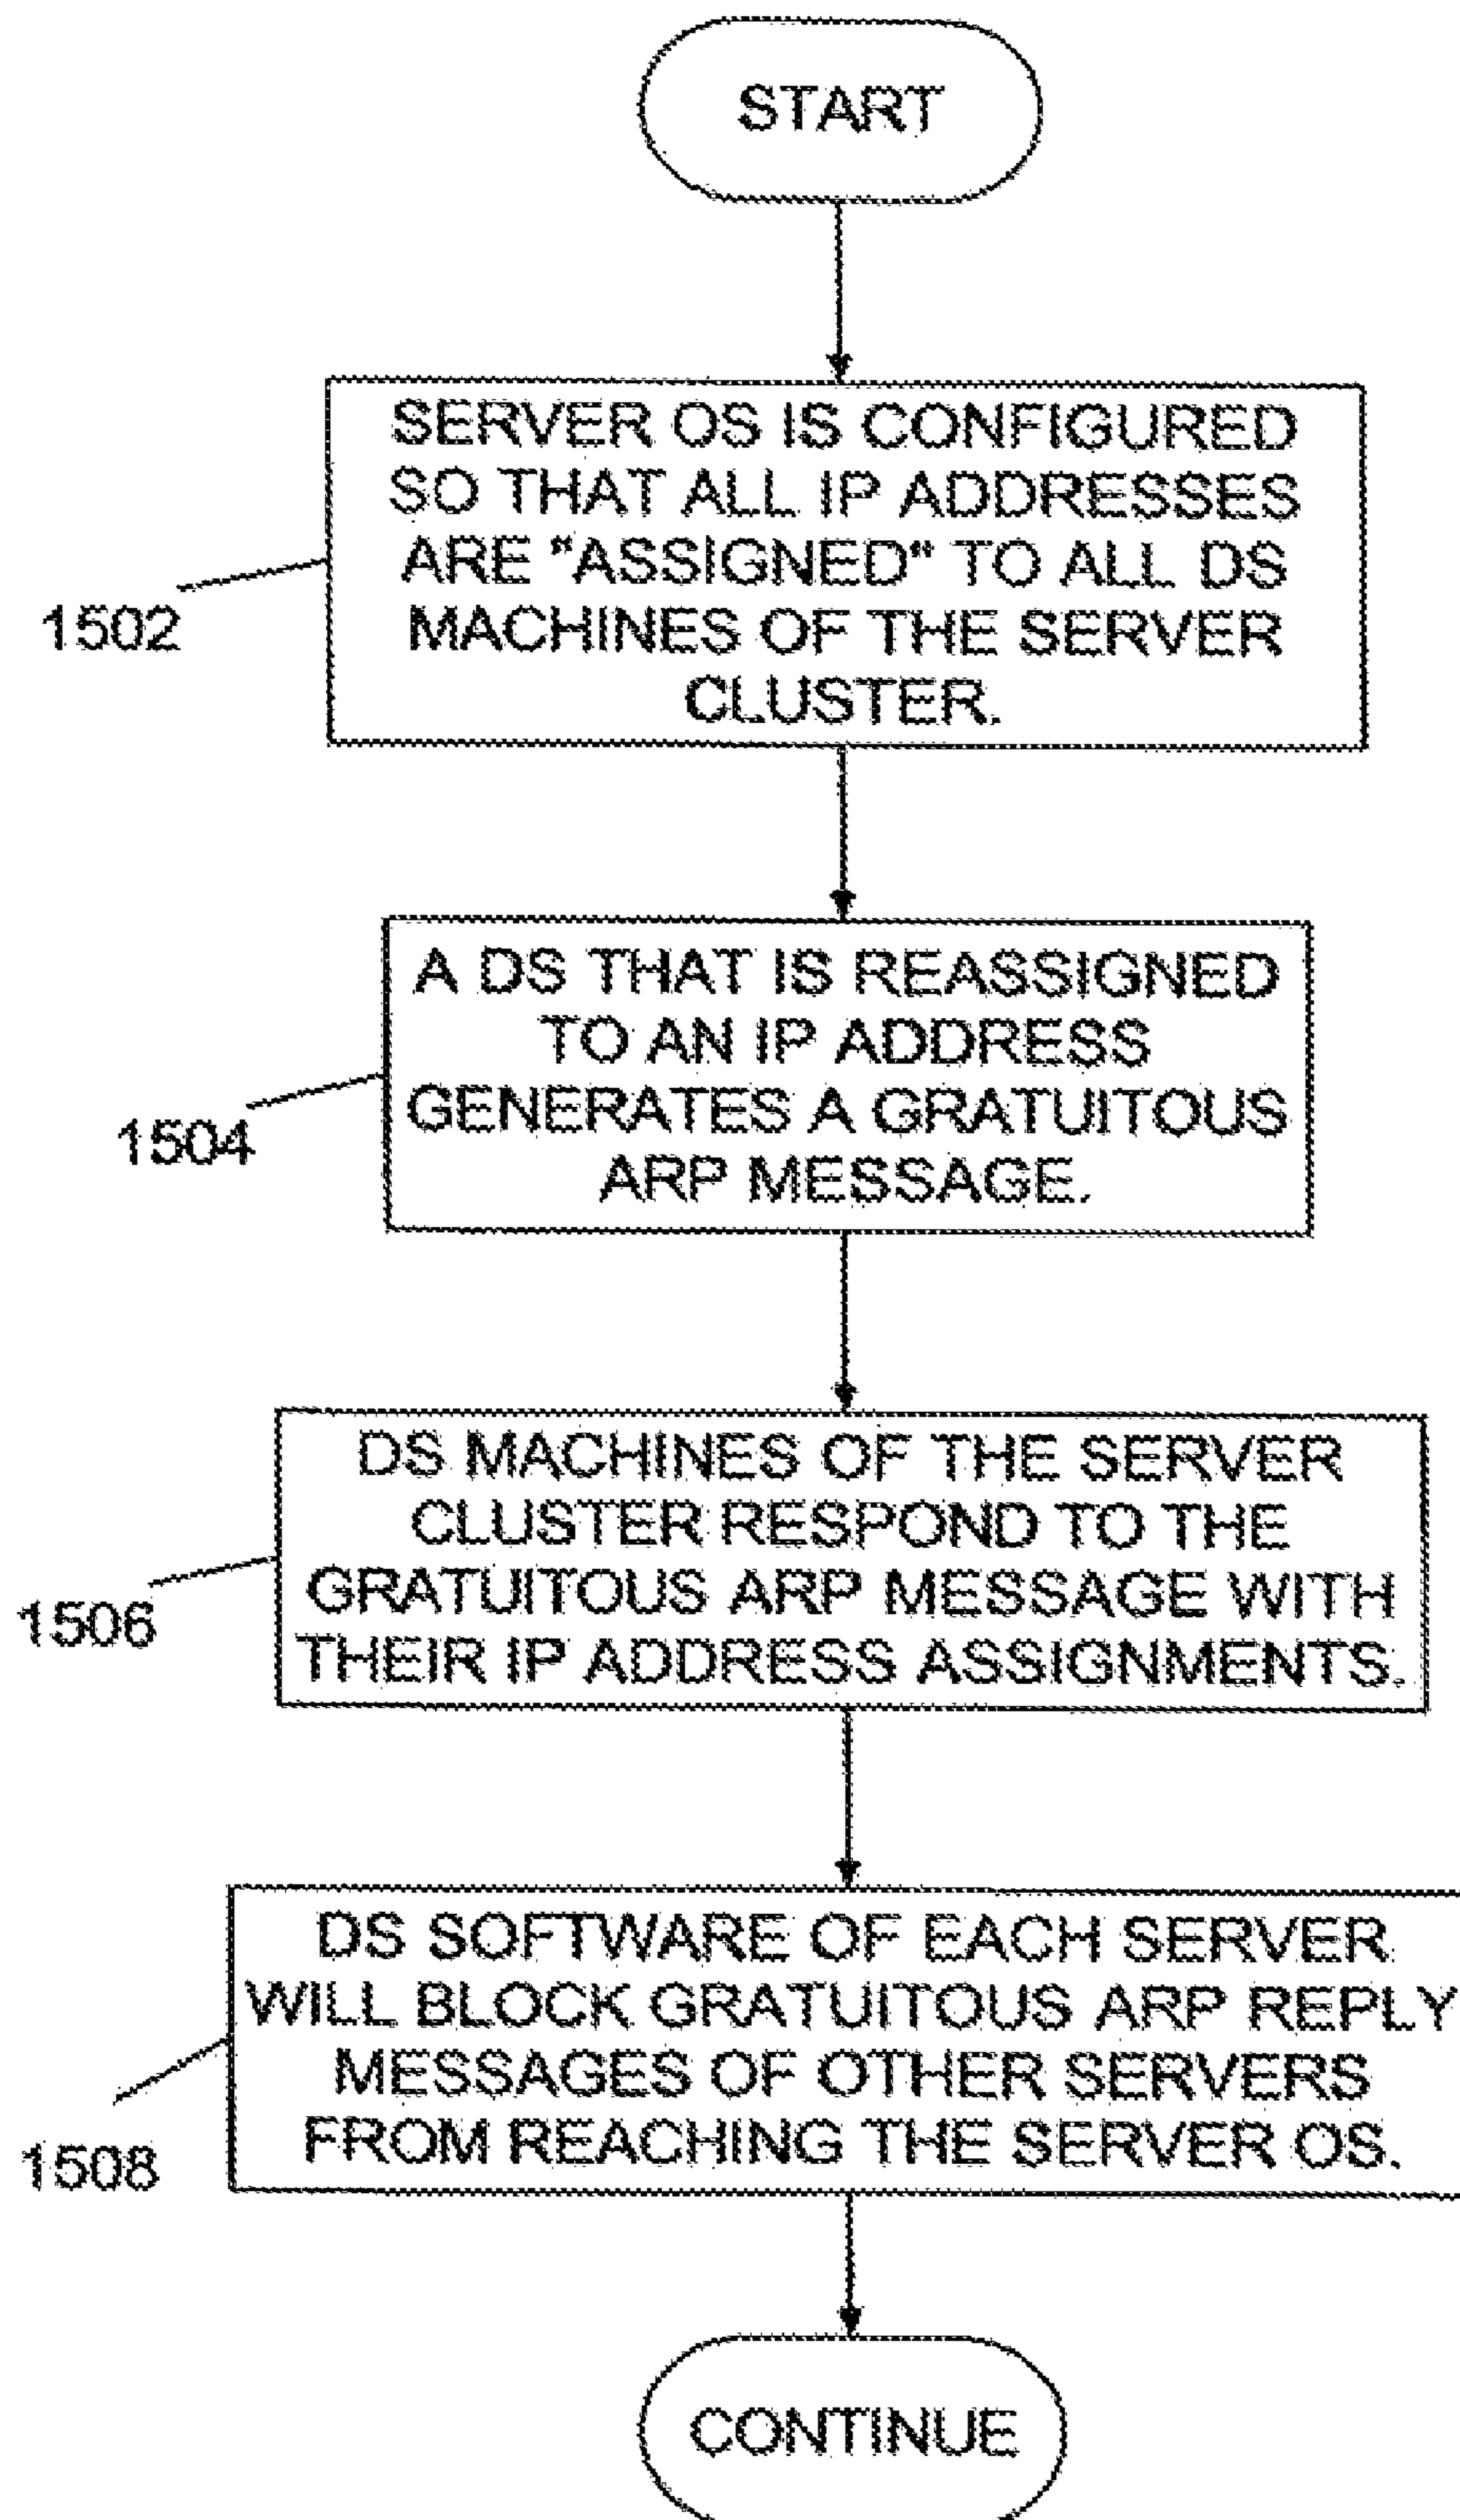 START
SERVER OS IS CONFIGURED
SO THAT ALL IP ADDRESSES
ARE "ASSIGNED" TO ALL DS
MACHINES OF THE SERVER
CLUSTER.
1502
A DS THAT IS REASSIGNED
TO AN IP ADDRESS
GENERATES A GRATUITOUS
ARP MESSAGE.
1504
DS MACHINES OF THE SERVER
CLUSTER RESPOND TO THE
GRATUITOUS ARP MESSAGE WITH
THEIR IP ADDRESS ASSIGNMENTS.
1506
DS SOFTWARE OF EACH SERVER
WILL BLOCK GRATUITOUS ARP REPLY
MESSAGES OF OTHER SERVERS
FROM REACHING THE SERVER OS.
1508
CONTINUE